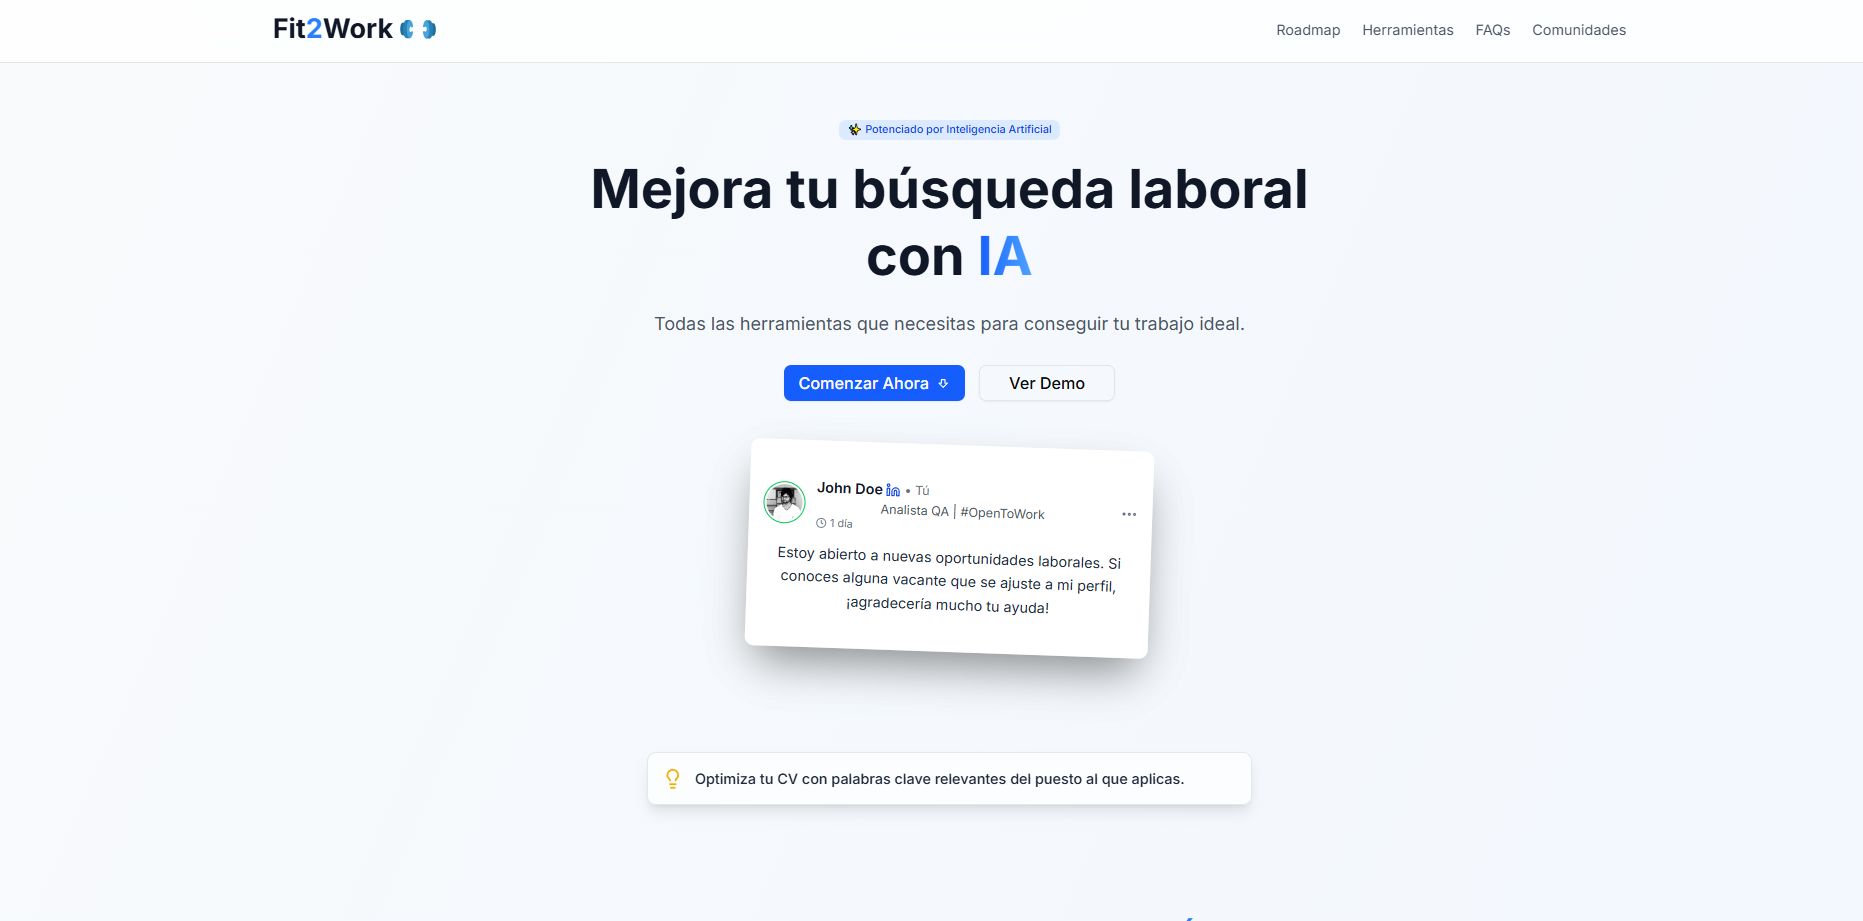 Fit2Work
Roadmap Herramientas FAQs Comunidades
Potenciado por Inteligencia Artificial
Mejora tu búsqueda laboral
con IA
Todas las herramientas que necesitas para conseguir tu trabajo ideal.
Comenzar Ahora Ver Demo
John Doe • Tú
Analista QA | #OpenToWork
1 día
Estoy abierto a nuevas oportunidades laborales. Si
conoces alguna vacante que se ajuste a mi perfil,
¡agradecería mucho tu ayuda!
Optimiza tu CV con palabras clave relevantes del puesto al que aplicas.